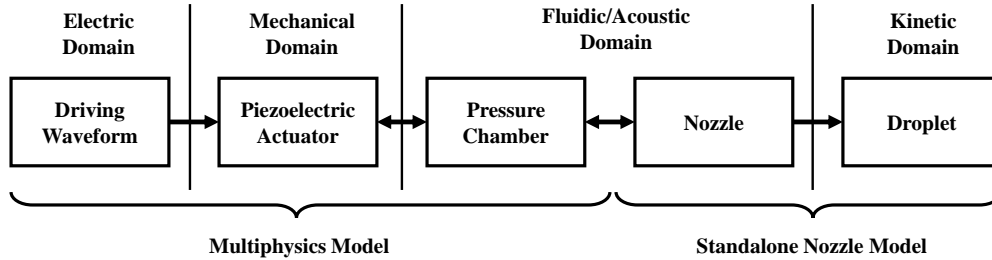 Electric
Domain
Mechanical
Domain
Fluidic/Acoustic
Domain
Kinetic
Domain
Driving
Waveform
Piezoelectric
Actuator
Pressure
Chamber
Nozzle
Droplet
Multiphysics Model
Standalone Nozzle Model